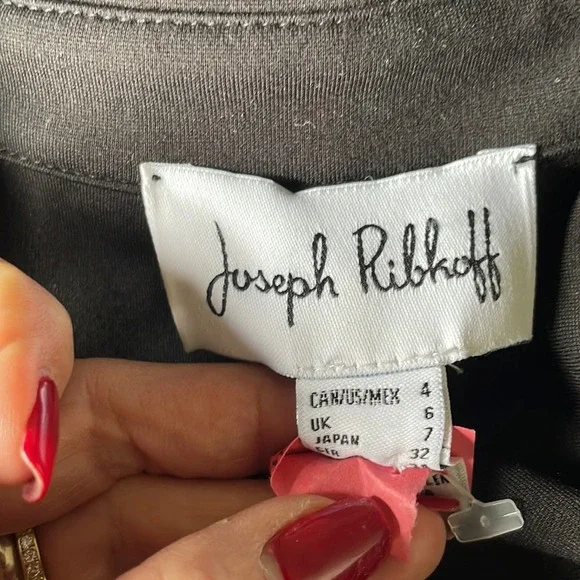 Joseph Ribkoff
CAN/US/MEX 4
UK 6
JAPAN 7
32